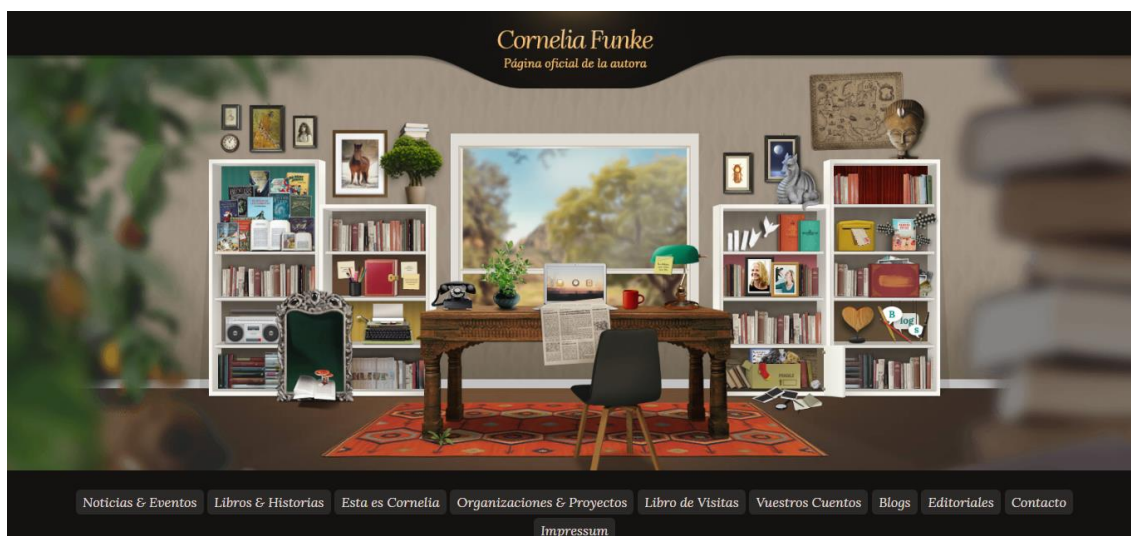 Cornelia Funke
Página oficial de la autora
Blogs
Noticias & Eventos Libros & Historias Esta es Cornelia Organizaciones & Proyectos Libro de Visitas Vuestros Cuentos Blogs Editoriales Contacto
Impressum